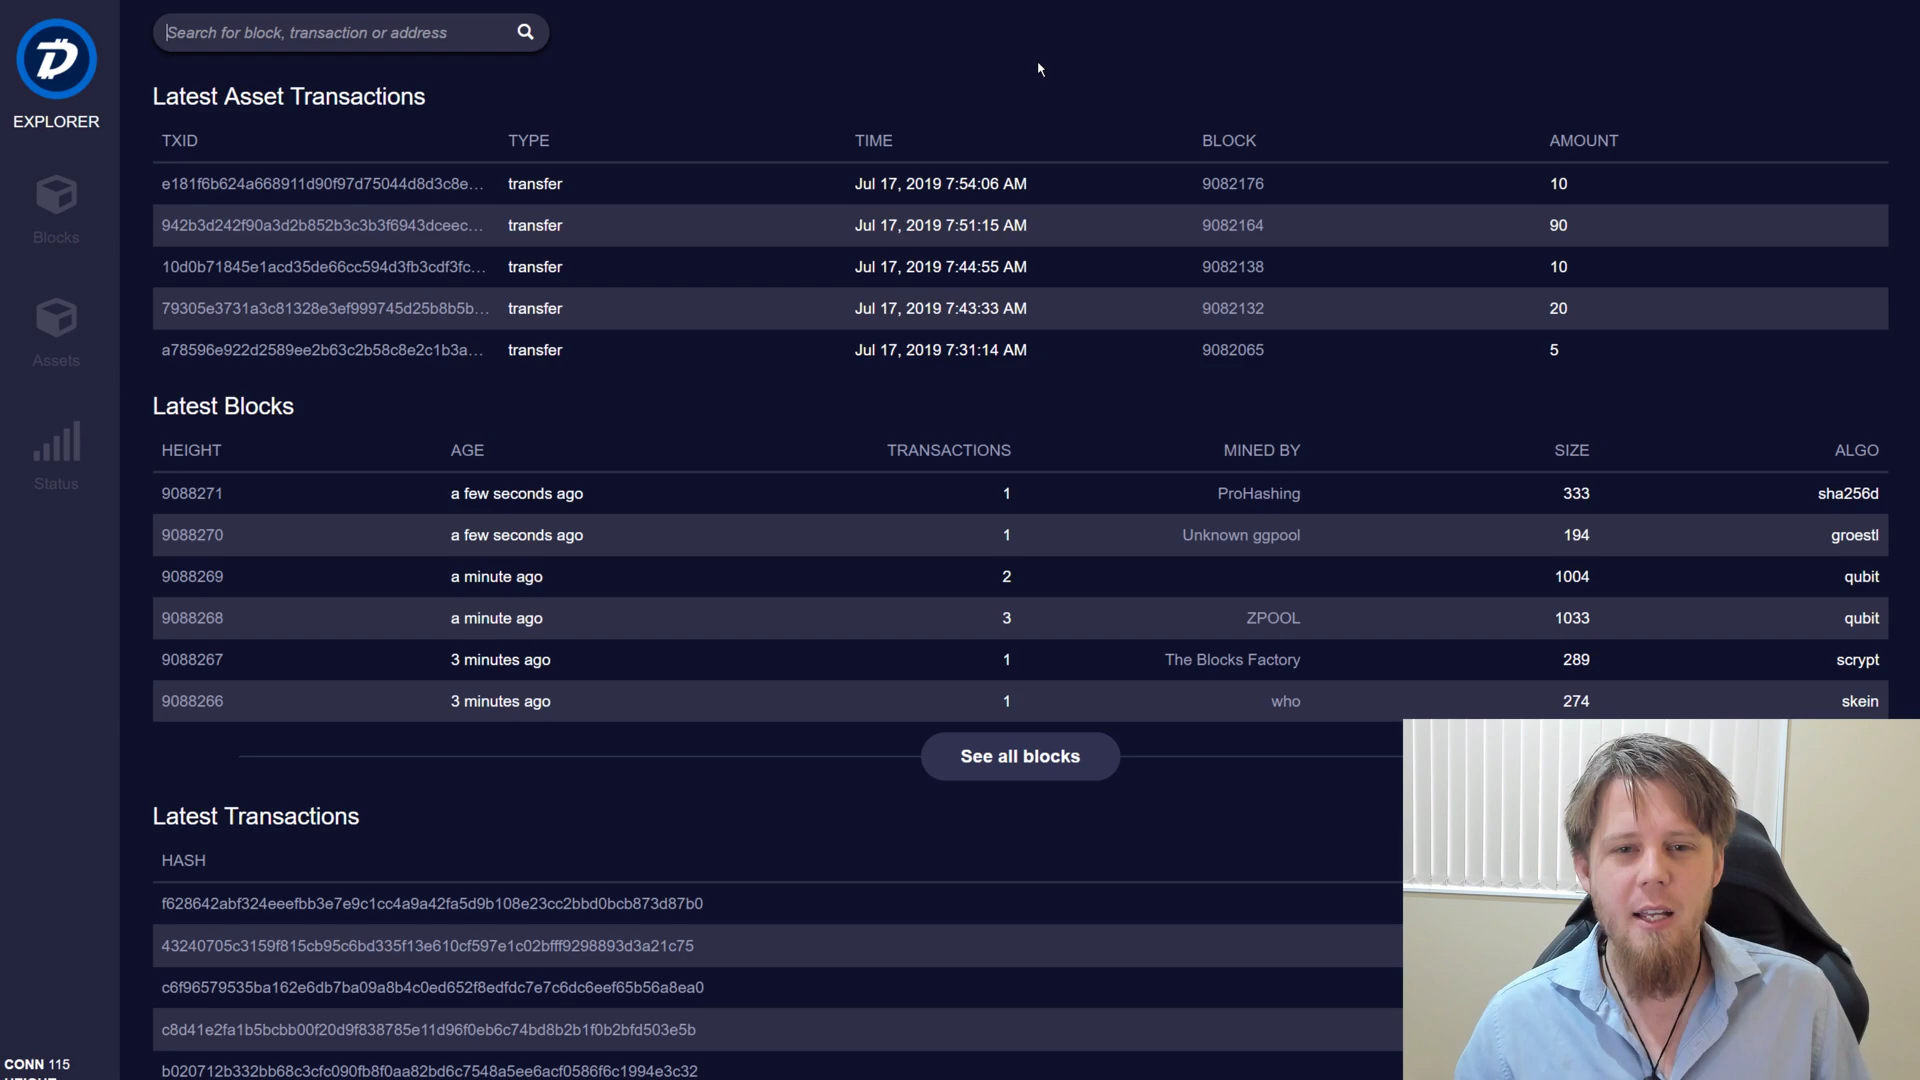 Search for block, transaction or address
EXPLORER
Blocks
Assets
Status
CONN 115
Latest Asset Transactions
TXID TYPE TIME BLOCK AMOUNT
e181f6b624a668911d90f97d75044d8d3c8e... transfer Jul 17, 2019 7:54:06 AM 9082176 10
942b3d242f90a3d2b852b3c3b3f6943dceec... transfer Jul 17, 2019 7:51:15 AM 9082164 90
10d0b71845e1acd35de66cc594d3fb3cdf3fc... transfer Jul 17, 2019 7:44:55 AM 9082138 10
79305e3731a3c81328e3ef999745d25b8b5b... transfer Jul 17, 2019 7:43:33 AM 9082132 20
a78596e922d2589ee2b63c2b58c8e2c1b3a... transfer Jul 17, 2019 7:31:14 AM 9082065 5
Latest Blocks
HEIGHT AGE TRANSACTIONS MINED BY SIZE ALGO
9088271 a few seconds ago 1 ProHashing 333 sha256d
9088270 a few seconds ago 1 Unknown ggpool 194 groestl
9088269 a minute ago 2 1004 qubit
9088268 a minute ago 3 ZPOOL 1033 qubit
9088267 3 minutes ago 1 The Blocks Factory 289 scrypt
9088266 3 minutes ago 1 who 274 skein
See all blocks
Latest Transactions
HASH
f628642abf324eeefbb3e7e9c1cc4a9a42fa5d9b108e23cc2bbd0bcb873d87b0
43240705c3159f815cb95c6bd335f13e610cf597e1c02bfff9298893d3a21c75
c6f96579535ba162e6db7ba09a8b4c0ed652f8edfdc7e7c6dc6eef65b56a8ea0
c8d41e2fa1b5bcbb00f20d9f838785e11d96f0eb6c74bd8b2b1f0b2bfd503e5b
b020712b332bb68c3cfc090fb8f0aa82bd6c7548a5ee6acf0586f6c1994e3c32